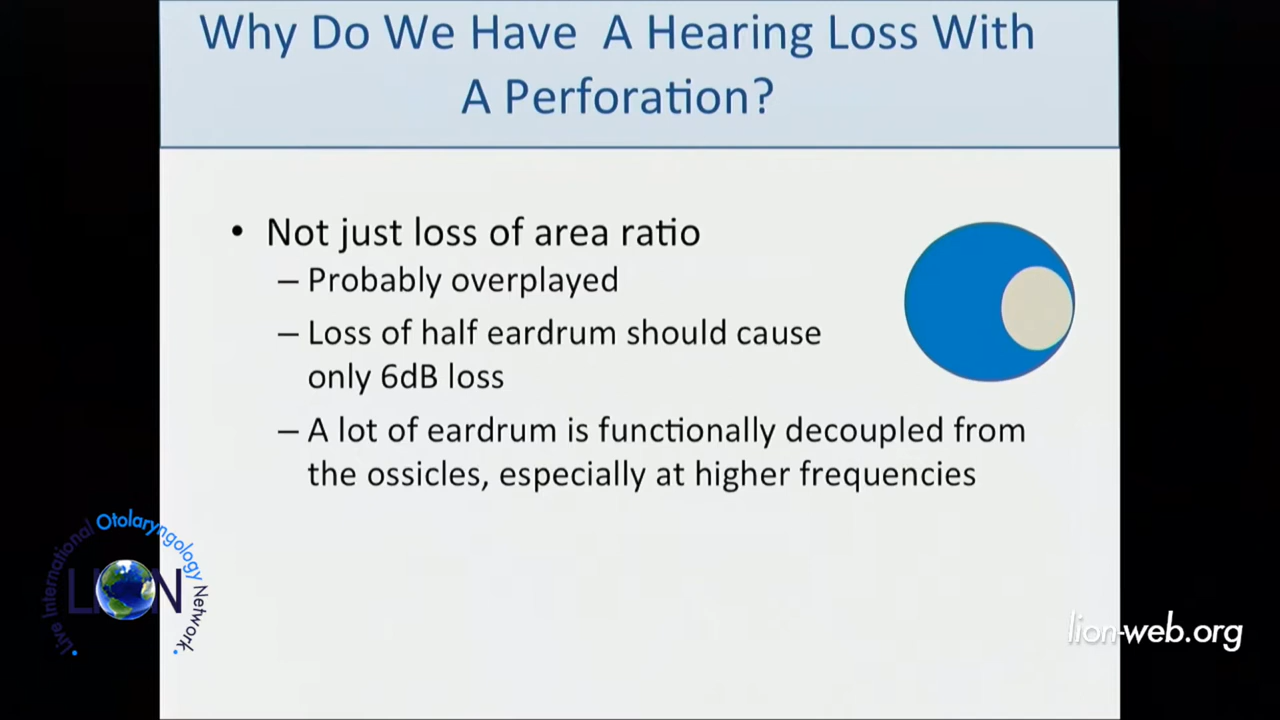 Why Do We Have A Hearing Loss With
A Perforation?
• Not just loss of area ratio
– Probably overplayed
– Loss of half eardrum should cause
only 6dB loss
– A lot of eardrum is functionally decoupled from
the ossicles, especially at higher frequencies
Live International Otolaryngology Network
LION
lion-web.org